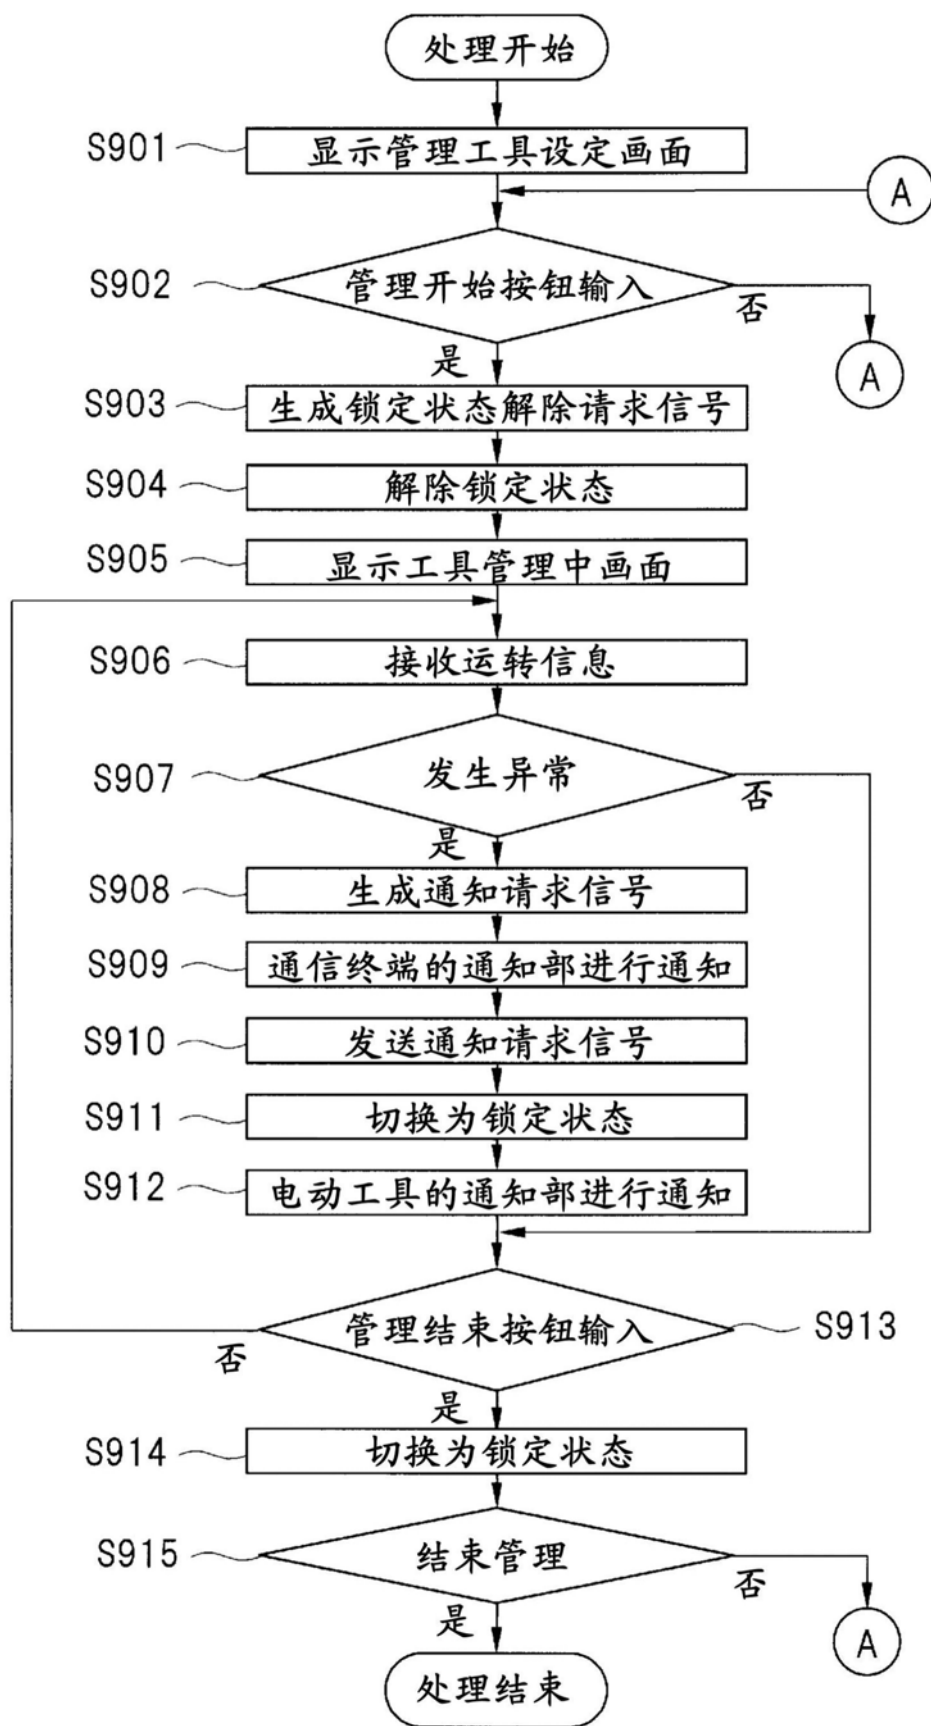 处理开始
S901 显示管理工具设定画面
A
S902 管理开始按钮输入
否
是
A
S903 生成锁定状态解除请求信号
S904 解除锁定状态
S905 显示工具管理中画面
S906 接收运转信息
S907 发生异常
否
是
S908 生成通知请求信号
S909 通信终端的通知部进行通知
S910 发送通知请求信号
S911 切换为锁定状态
S912 电动工具的通知部进行通知
管理结束按钮输入 S913
否
是
S914 切换为锁定状态
S915 结束管理
否
是
A
处理结束